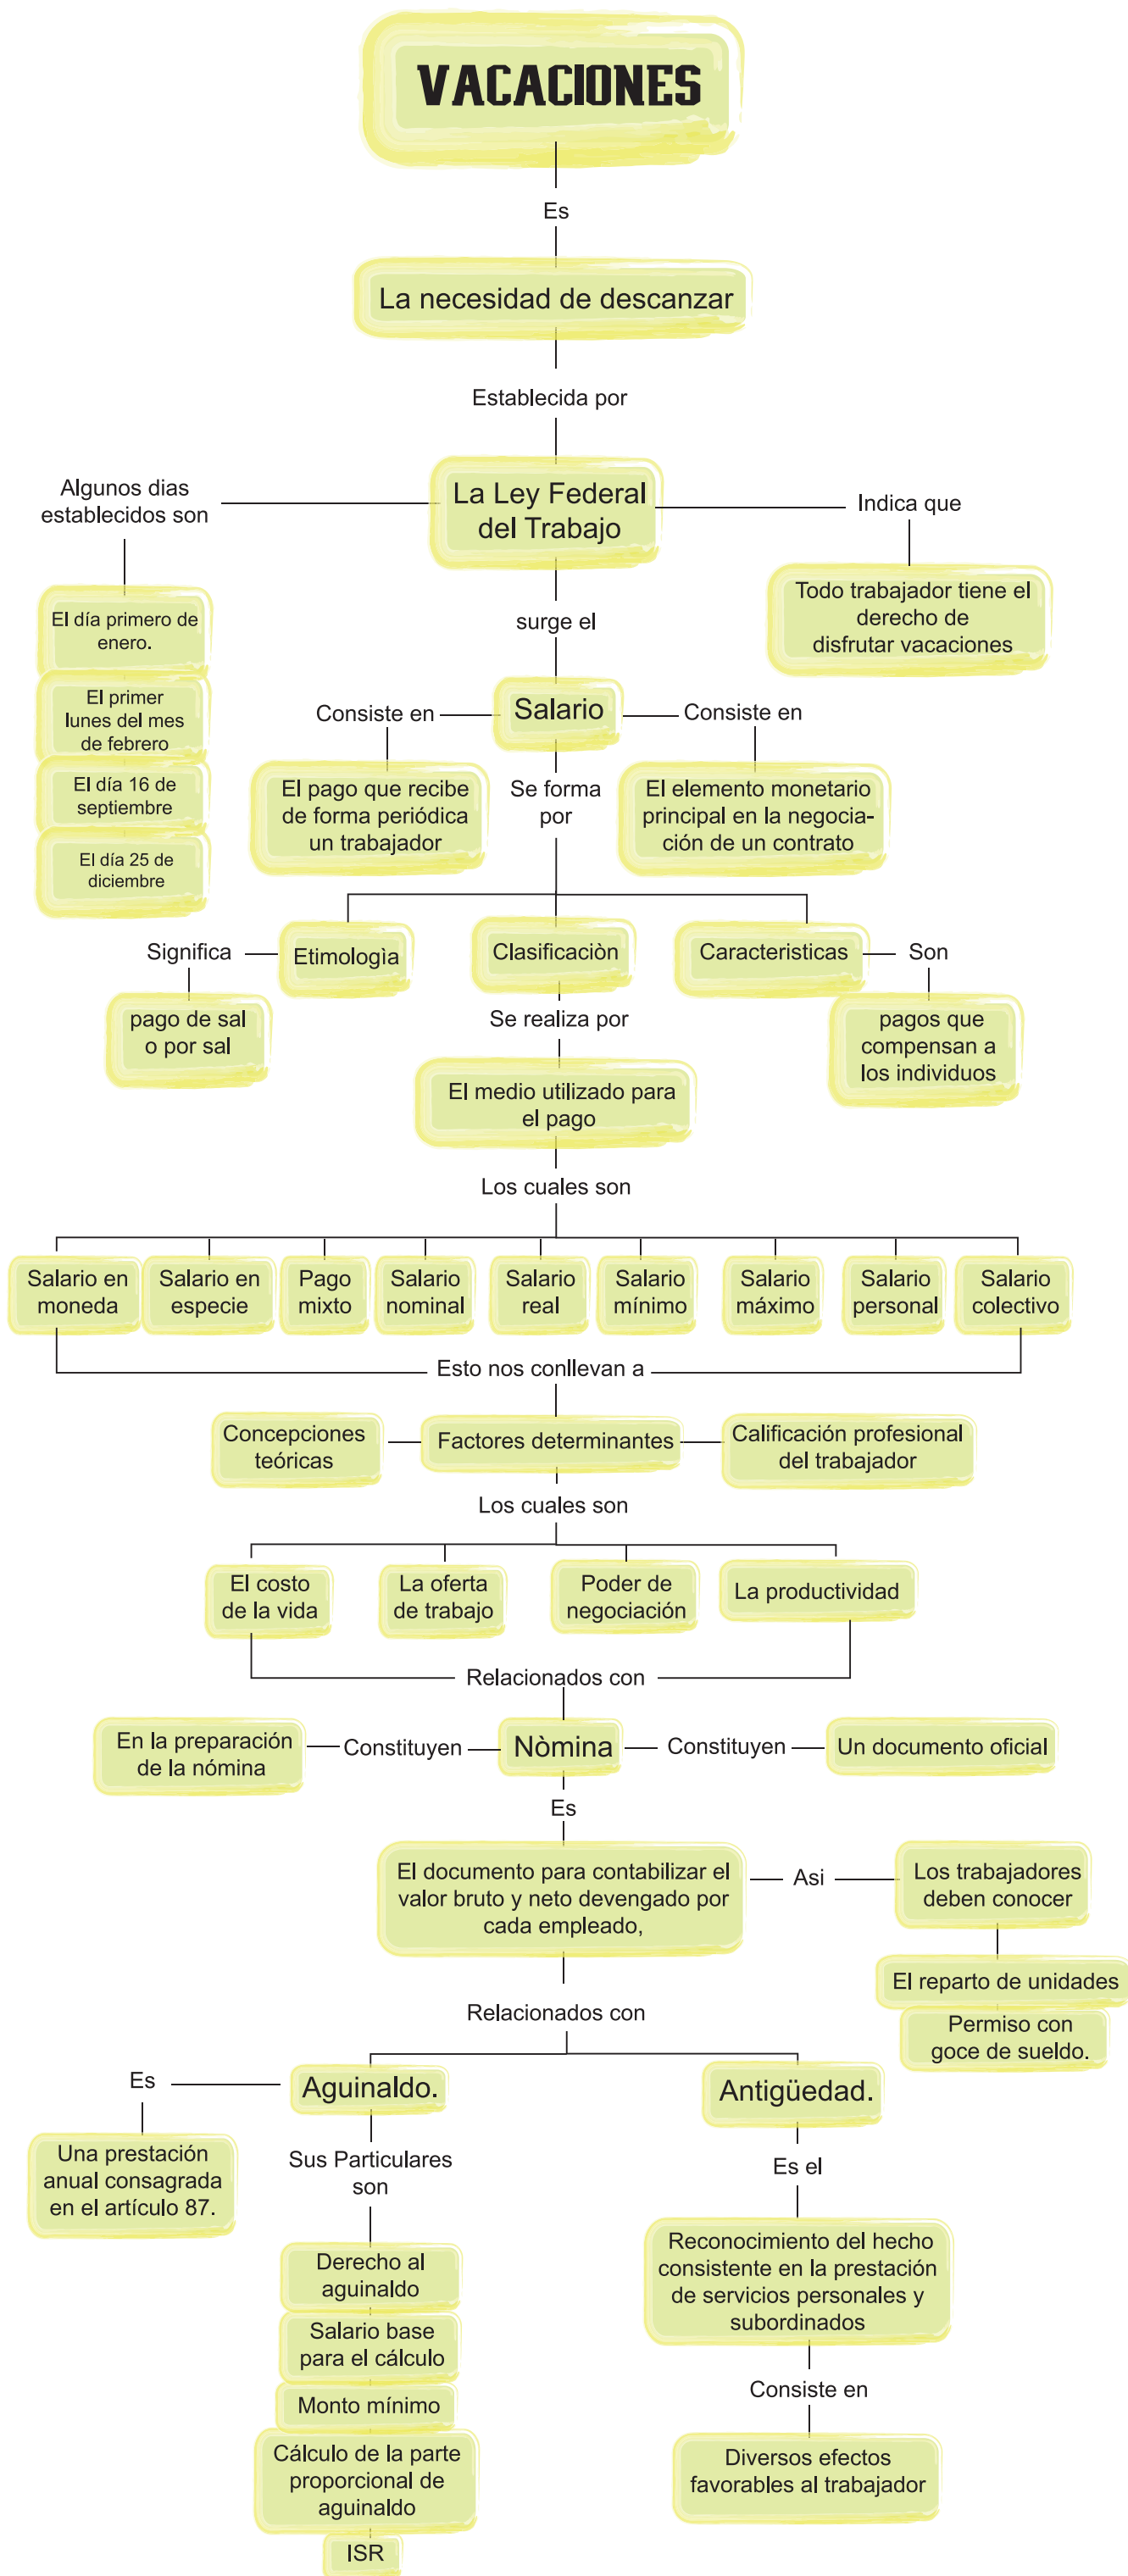 VACACIONES
Es
La necesidad de descanzar
Establecida por
La Ley Federal
del Trabajo
Algunos dias
establecidos son
El día primero de
enero.
El primer
lunes del mes
de febrero
El día 16 de
septiembre
El día 25 de
diciembre
Indica que
Todo trabajador tiene el
derecho de
disfrutar vacaciones
surge el
Salario
Consiste en
El pago que recibe
de forma periódica
un trabajador
Consiste en
El elemento monetario
principal en la negocia-
ción de un contrato
Se forma
por
Etimologìa
Significa
pago de sal
o por sal
Clasificaciòn
Caracteristicas
Son
pagos que
compensan a
los individuos
Se realiza por
El medio utilizado para
el pago
Los cuales son
Salario en
moneda
Salario en
especie
Pago
mixto
Salario
nominal
Salario
real
Salario
mínimo
Salario
máximo
Salario
personal
Salario
colectivo
Esto nos conllevan a
Concepciones
teóricas
Factores determinantes
Calificación profesional
del trabajador
Los cuales son
El costo
de la vida
La oferta
de trabajo
Poder de
negociación
La productividad
Relacionados con
En la preparación
de la nómina
Constituyen
Nòmina
Constituyen
Un documento oficial
Es
El documento para contabilizar el
valor bruto y neto devengado por
cada empleado,
Asi
Los trabajadores
deben conocer
El reparto de unidades
Permiso con
goce de sueldo.
Relacionados con
Es
Aguinaldo.
Una prestación
anual consagrada
en el artículo 87.
Sus Particulares
son
Derecho al
aguinaldo
Salario base
para el cálculo
Monto mínimo
Cálculo de la parte
proporcional de
aguinaldo
ISR
Antigüedad.
Es el
Reconocimiento del hecho
consistente en la prestación
de servicios personales y
subordinados
Consiste en
Diversos efectos
favorables al trabajador